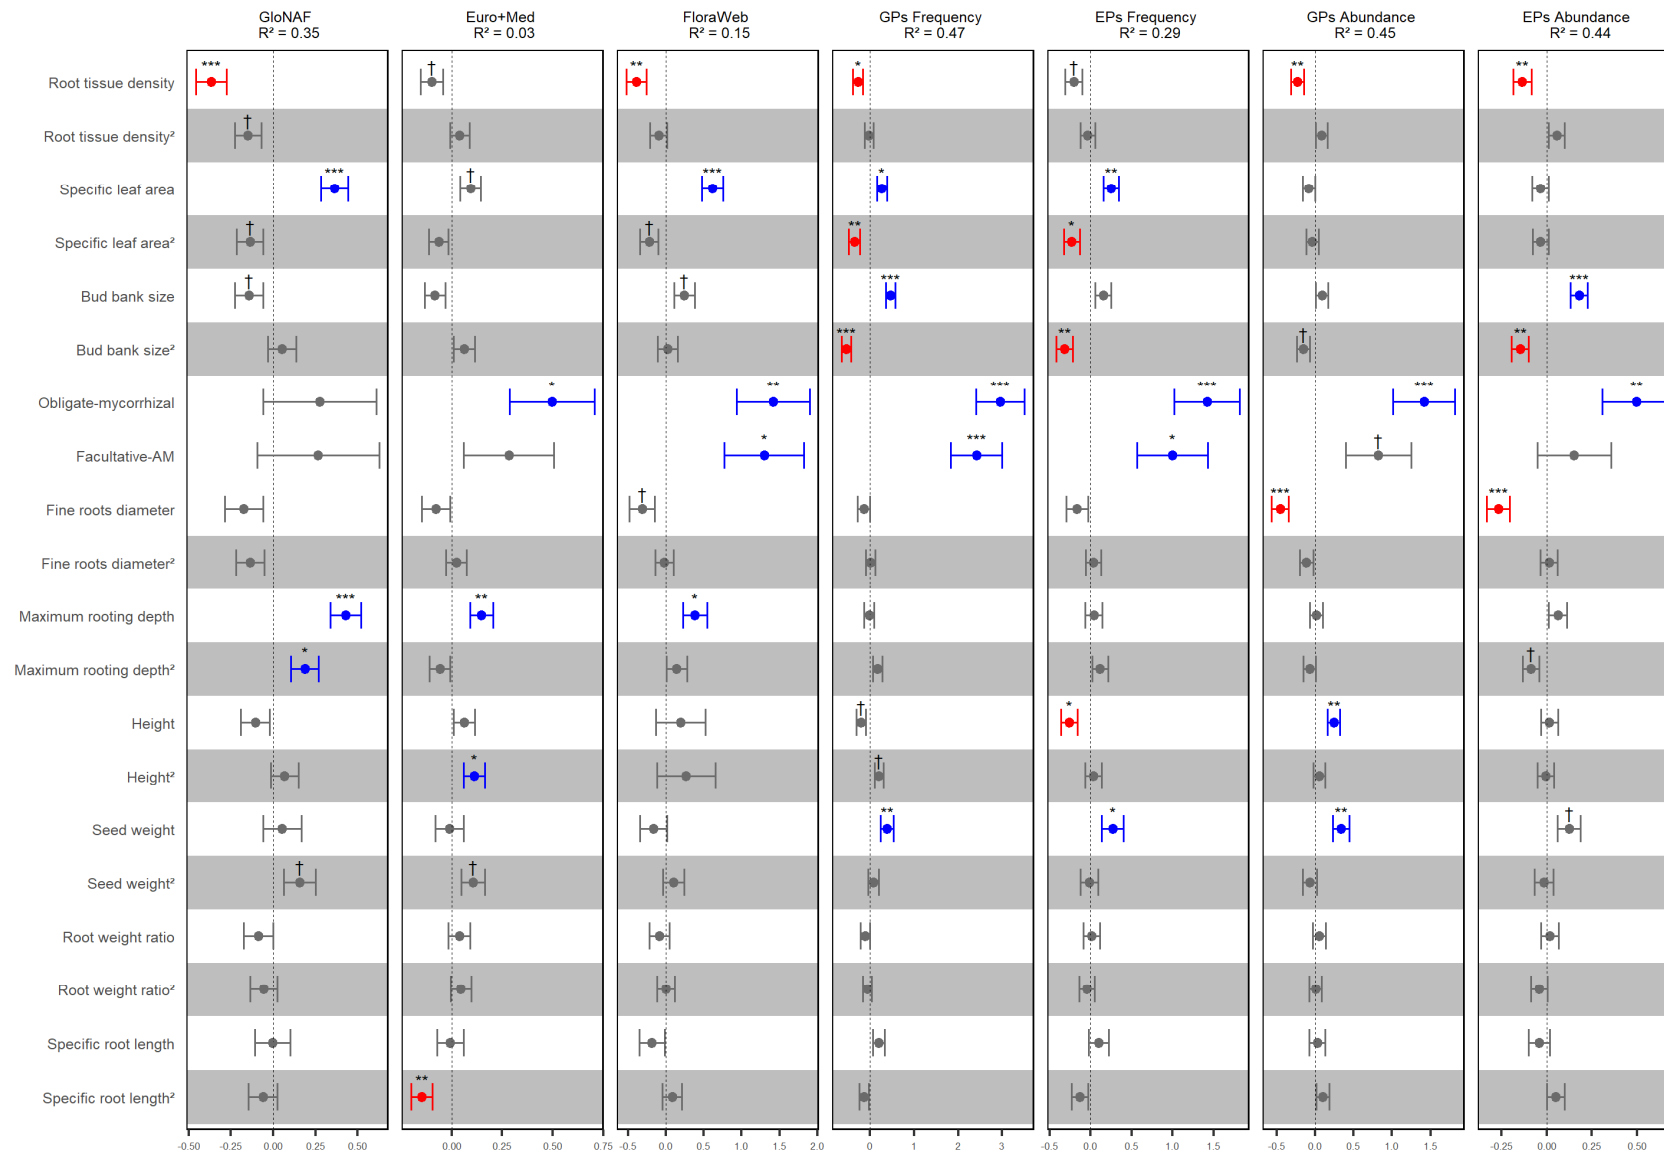 GloNAF Euro+Med FloraWeb GPs Frequency EPs Frequency GPs Abundance EPs Abundance
R² = 0.35 R² = 0.03 R² = 0.15 R² = 0.47 R² = 0.29 R² = 0.45 R² = 0.44
*** † ** * † ** **
Root tissue density
†
Root tissue density²
*** † *** * **
Specific leaf area
† † ** *
Specific leaf area²
† † *** ***
Bud bank size
*** ** † **
Bud bank size²
* ** *** *** *** **
Obligate-mycorrhizal
* *** * †
Facultative-AM
† *** ***
Fine roots diameter
Fine roots diameter²
*** ** *
Maximum rooting depth
* †
Maximum rooting depth²
† * **
Height
* †
Height²
** * ** †
Seed weight
† †
Seed weight²
Root weight ratio
Root weight ratio²
Specific root length
**
Specific root length²
-0.50 -0.25 0.00 0.25 0.50 0.00 0.25 0.50 0.75 -0.5 0.0 0.5 1.0 1.5 2.0 0 1 2 3 -0.5 0.0 0.5 1.0 1.5 -0.5 0.0 0.5 1.0 1.5 -0.25 0.00 0.25 0.50